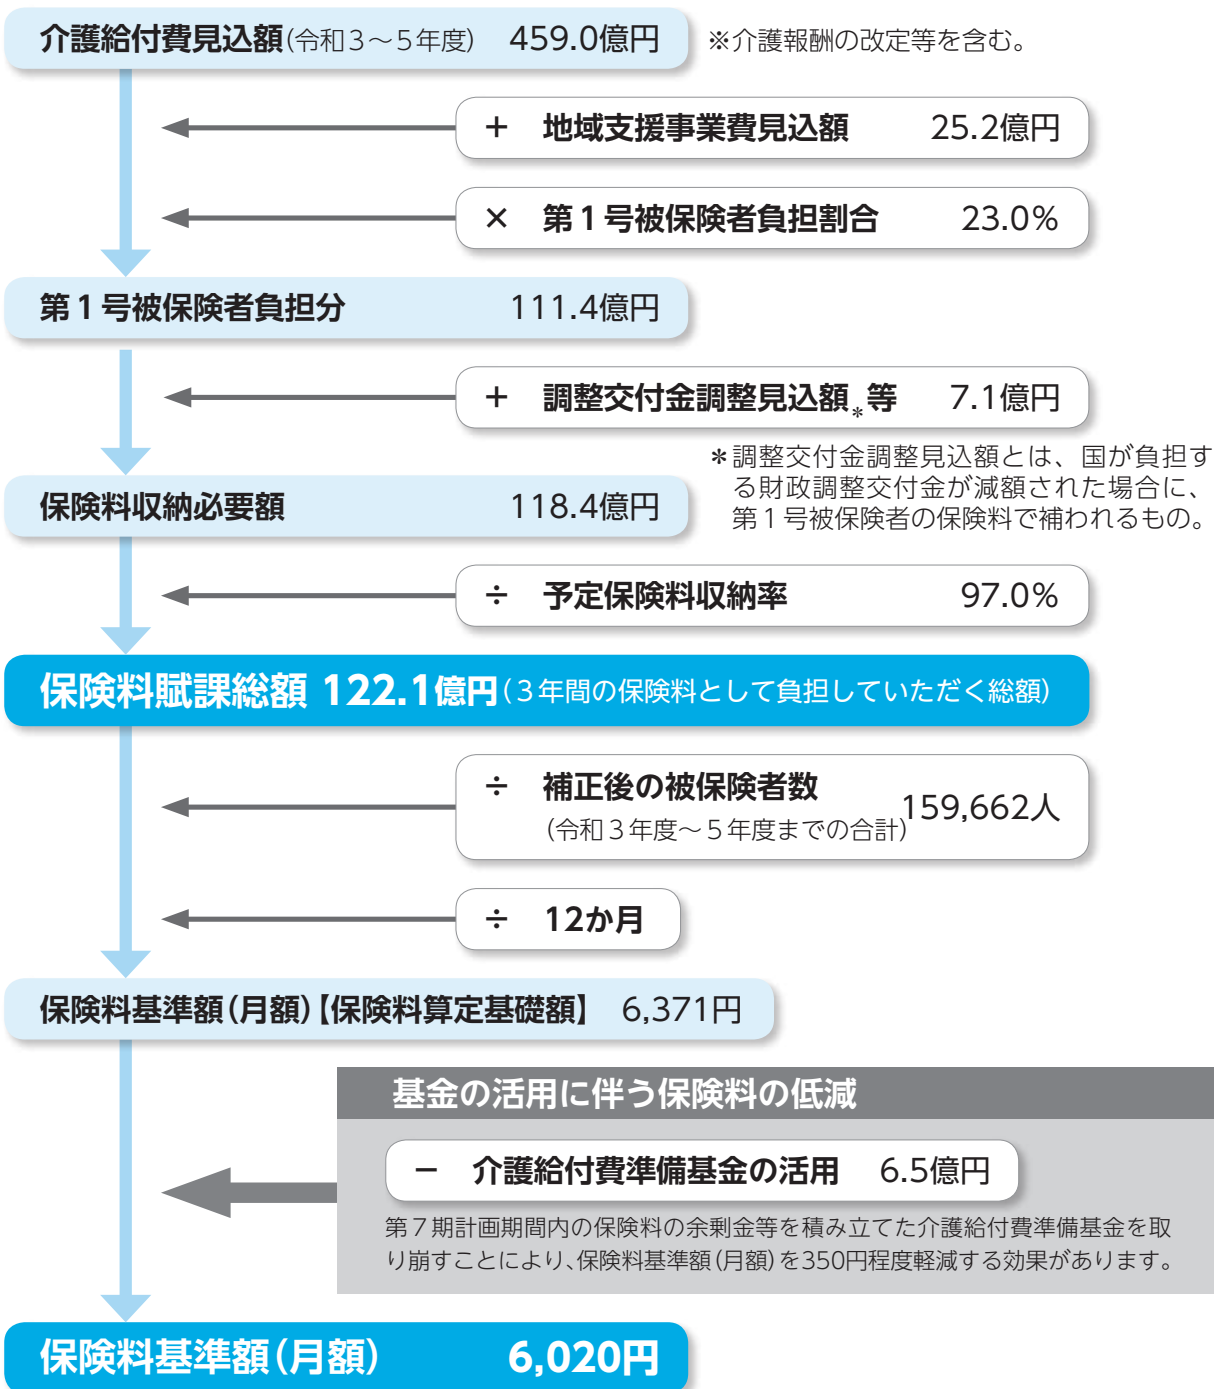 介護給付費見込額(令和3〜5年度) 459.0億円 ※介護報酬の改定等を含む。
＋ 地域支援事業費見込額 25.2億円
× 第1号被保険者負担割合 23.0%
第1号被保険者負担分 111.4億円
＋ 調整交付金調整見込額＊等 7.1億円
＊調整交付金調整見込額とは、国が負担す
る財政調整交付金が減額された場合に、
第1号被保険者の保険料で補われるもの。
保険料収納必要額 118.4億円
÷ 予定保険料収納率 97.0%
保険料賦課総額 122.1億円(3年間の保険料として負担していただく総額)
÷ 補正後の被保険者数 159,662人
(令和3年度〜5年度までの合計)
÷ 12か月
保険料基準額(月額)【保険料算定基礎額】 6,371円
基金の活用に伴う保険料の低減
− 介護給付費準備基金の活用 6.5億円
第7期計画期間内の保険料の余剰金等を積み立てた介護給付費準備基金を取
り崩すことにより、保険料基準額(月額)を350円程度軽減する効果があります。
保険料基準額(月額) 6,020円